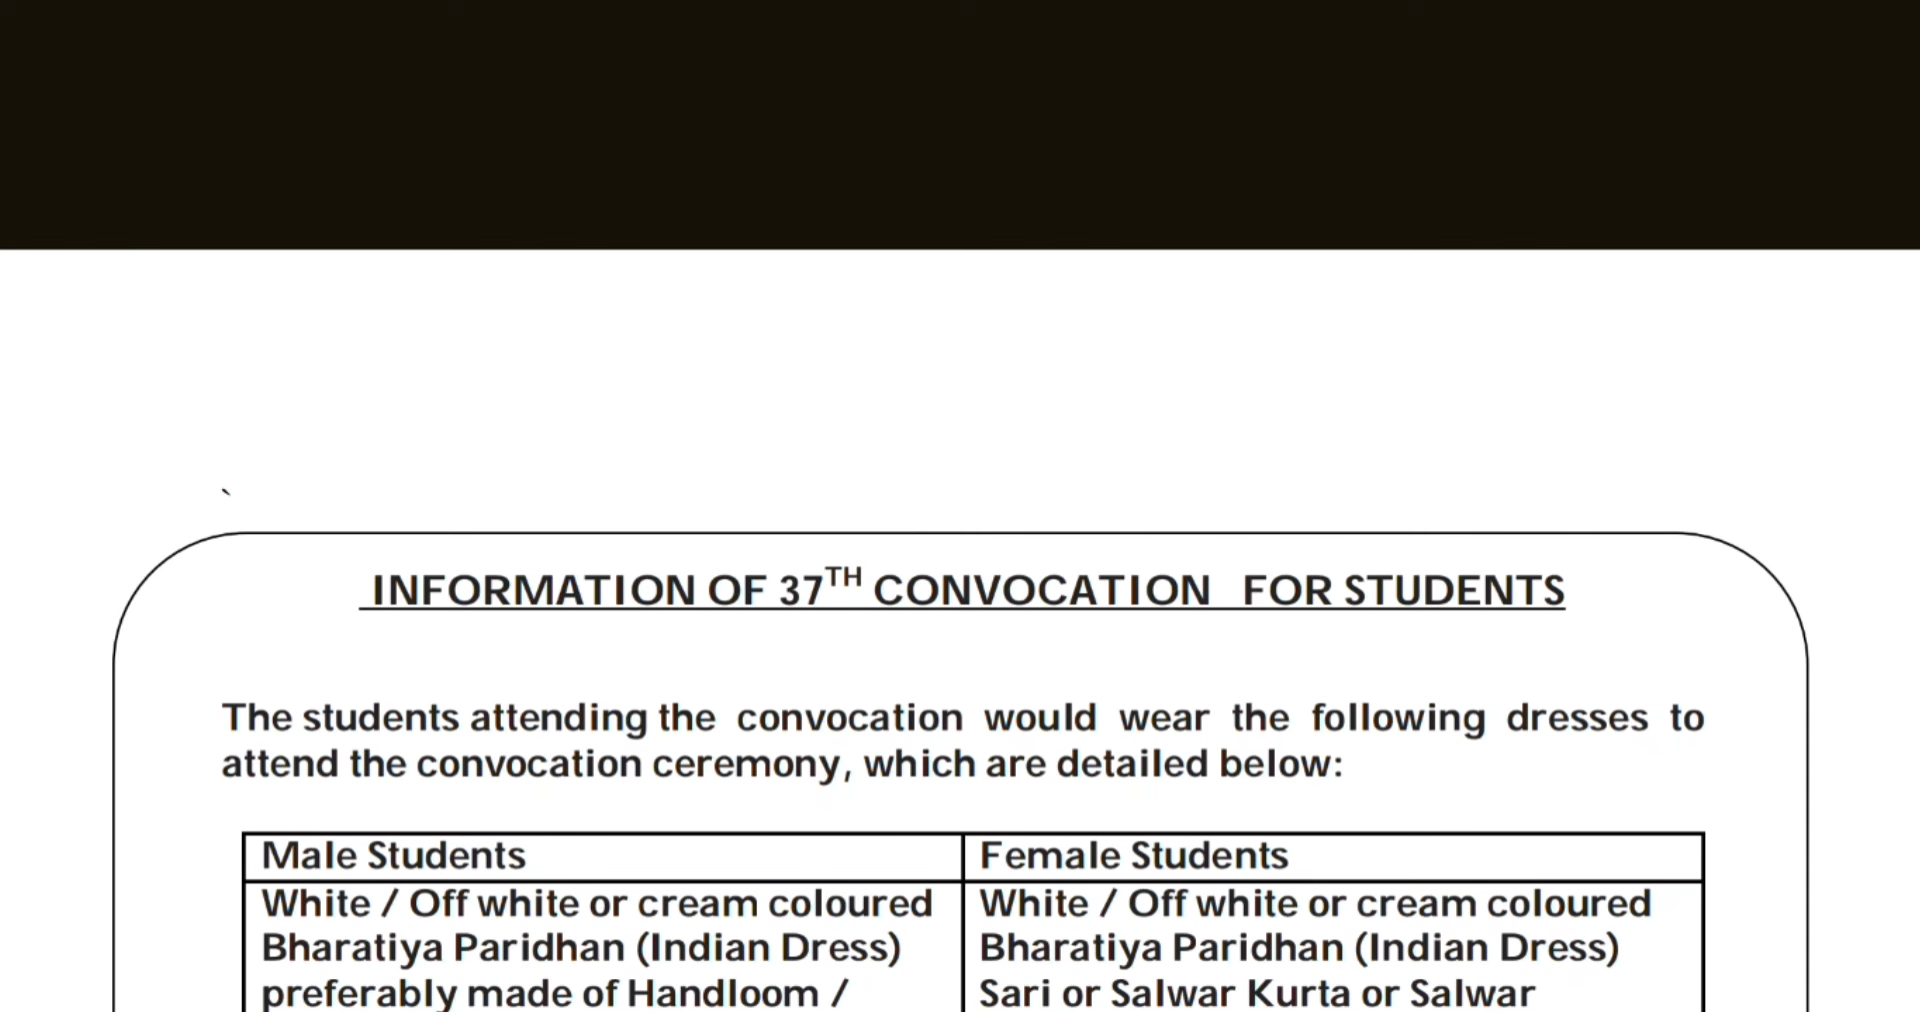 `
INFORMATION OF 37TH CONVOCATION FOR STUDENTS
The students attending the convocation would wear the following dresses to
attend the convocation ceremony, which are detailed below:
Male Students
White / Off white or cream coloured
Bharatiya Paridhan (Indian Dress)
preferably made of Handloom /
Female Students
White / Off white or cream coloured
Bharatiya Paridhan (Indian Dress)
Sari or Salwar Kurta or Salwar